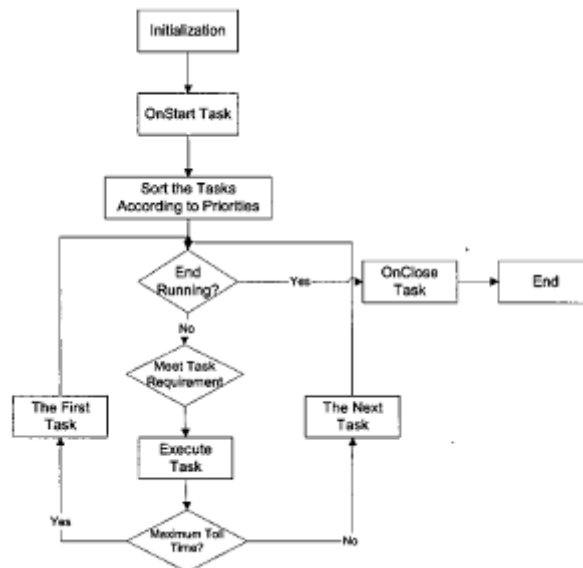 Initialization
OnStart Task
Sort the Tasks
According to Priorities
End
Running?
Yes
OnClose
Task
End
No
Meet Task
Requirement
The First
Task
The Next
Task
Execute
Task
Yes
Maximum Toll
Time?
No